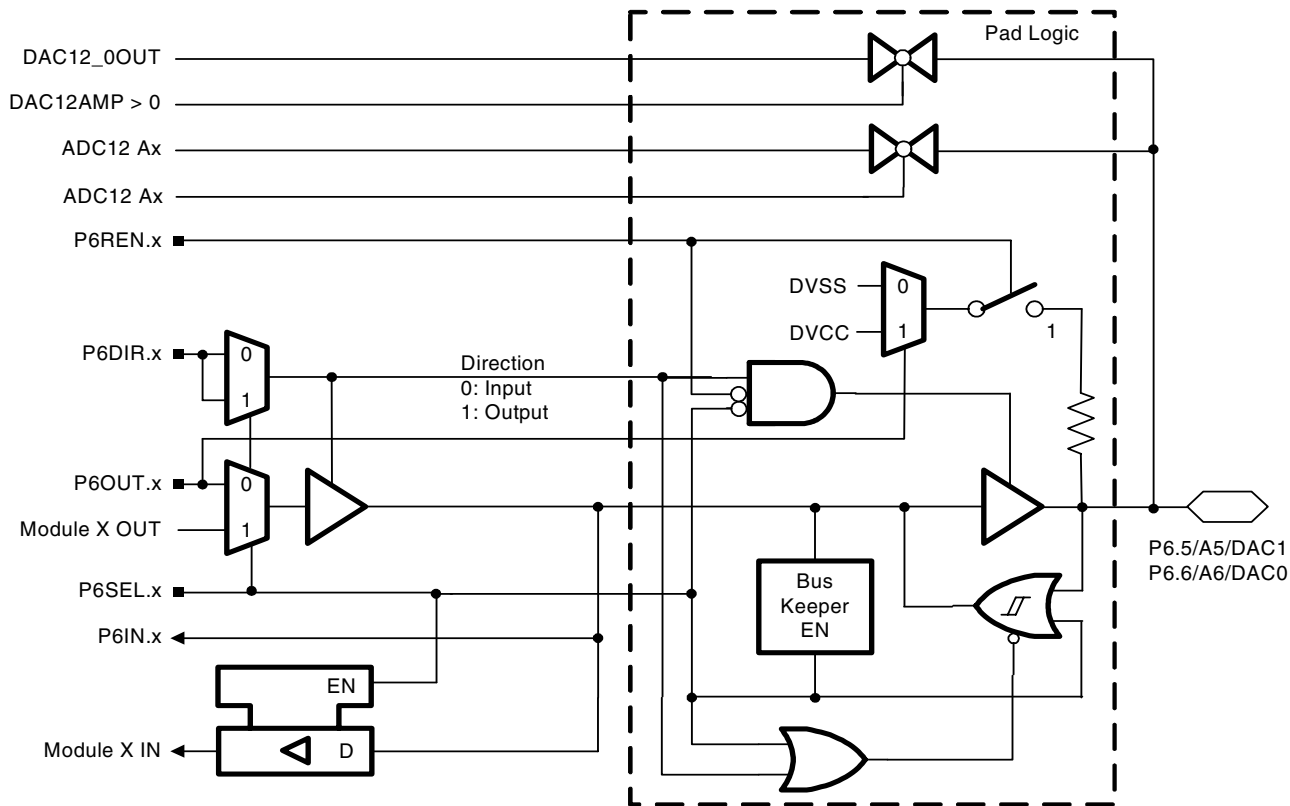 Pad Logic
DAC12_0OUT
DAC12AMP > 0
ADC12 Ax
ADC12 Ax
P6REN.x
DVSS
0
DVCC
1
1
P6DIR.x
0
1
Direction
0: Input
1: Output
P6OUT.x
0
Module X OUT
1
P6.5/A5/DAC1
P6.6/A6/DAC0
P6SEL.x
Bus
Keeper
EN
P6IN.x
EN
Module X IN
D